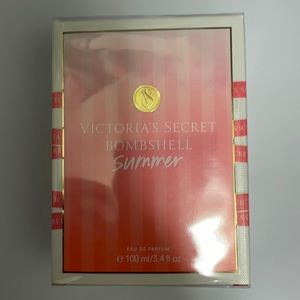 VICTORIA'S SECRET
BOMBSHELL
summer
EAU DE PARFUM
℮ 100 ml/3.4 fl oz